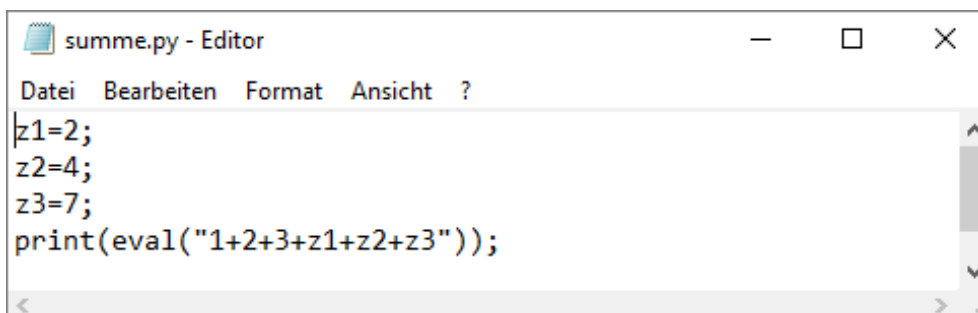 summe.py - Editor
Datei Bearbeiten Format Ansicht ?
z1=2;
z2=4;
z3=7;
print(eval("1+2+3+z1+z2+z3"));